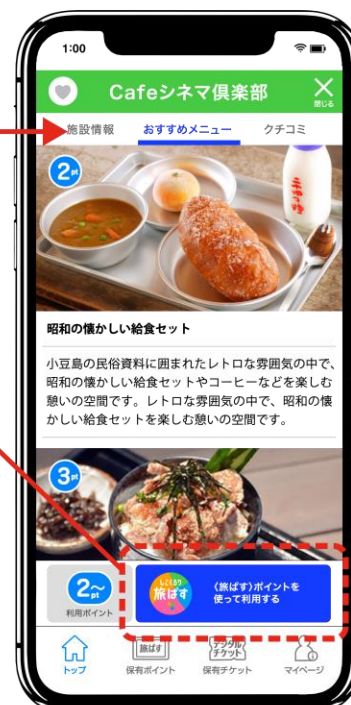 1:00
Cafeシネマ倶楽部
閉じる
施設情報 おすすめメニュー クチコミ
2pt
昭和の懐かしい給食セット
小豆島の民俗資料に囲まれたレトロな雰囲気の中で、
昭和の懐かしい給食セットやコーヒーなどを楽しむ
憩いの空間です。レトロな雰囲気の中で、昭和の懐
かしい給食セットを楽しむ憩いの空間です。
3pt
2〜pt
利用ポイント
旅ぱす
〈旅ぱす〉ポイントを
使って利用する
トップ
旅ぱす
保有ポイント
デジタル
チケット
保有チケット
マイページ